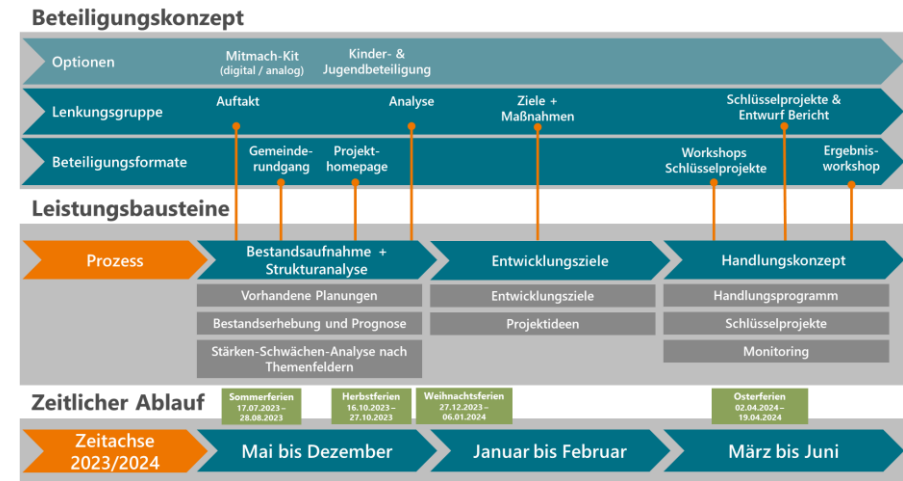 Beteiligungskonzept
Optionen
Mitmach-Kit
(digital / analog)
Kinder- &
Jugendbeteiligung
Lenkungsgruppe
Auftakt
Analyse
Ziele +
Maßnahmen
Schlüsselprojekte &
Entwurf Bericht
Beteiligungsformate
Gemeinde-
rundgang
Projekt-
homepage
Workshops
Schlüsselprojekte
Ergebnis-
workshop
Leistungsbausteine
Prozess
Bestandsaufnahme +
Strukturanalyse
Entwicklungsziele
Handlungskonzept
Vorhandene Planungen
Entwicklungsziele
Handlungsprogramm
Bestandserhebung und Prognose
Projektideen
Schlüsselprojekte
Stärken-Schwächen-Analyse nach
Themenfeldern
Monitoring
Zeitlicher Ablauf
Sommerferien
17.07.2023–
28.08.2023
Herbstferien
16.10.2023–
27.10.2023
Weihnachtsferien
27.12.2023–
06.01.2024
Osterferien
02.04.2024–
19.04.2024
Zeitachse
2023/2024
Mai bis Dezember
Januar bis Februar
März bis Juni